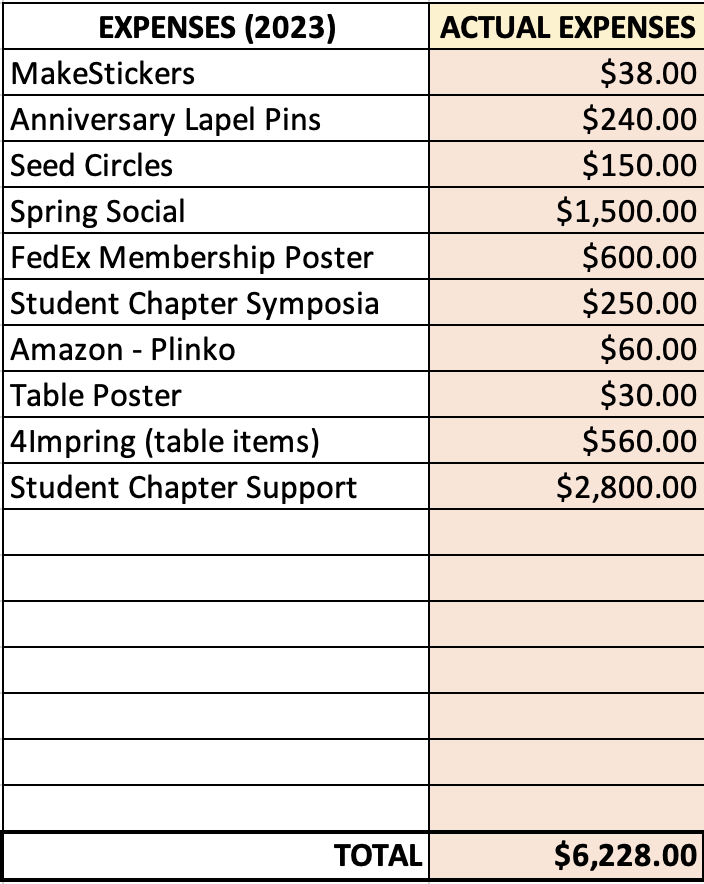 EXPENSES (2023) ACTUAL EXPENSES
MakeStickers $38.00
Anniversary Lapel Pins $240.00
Seed Circles $150.00
Spring Social $1,500.00
FedEx Membership Poster $600.00
Student Chapter Symposia $250.00
Amazon - Plinko $60.00
Table Poster $30.00
4Impring (table items) $560.00
Student Chapter Support $2,800.00
TOTAL $6,228.00